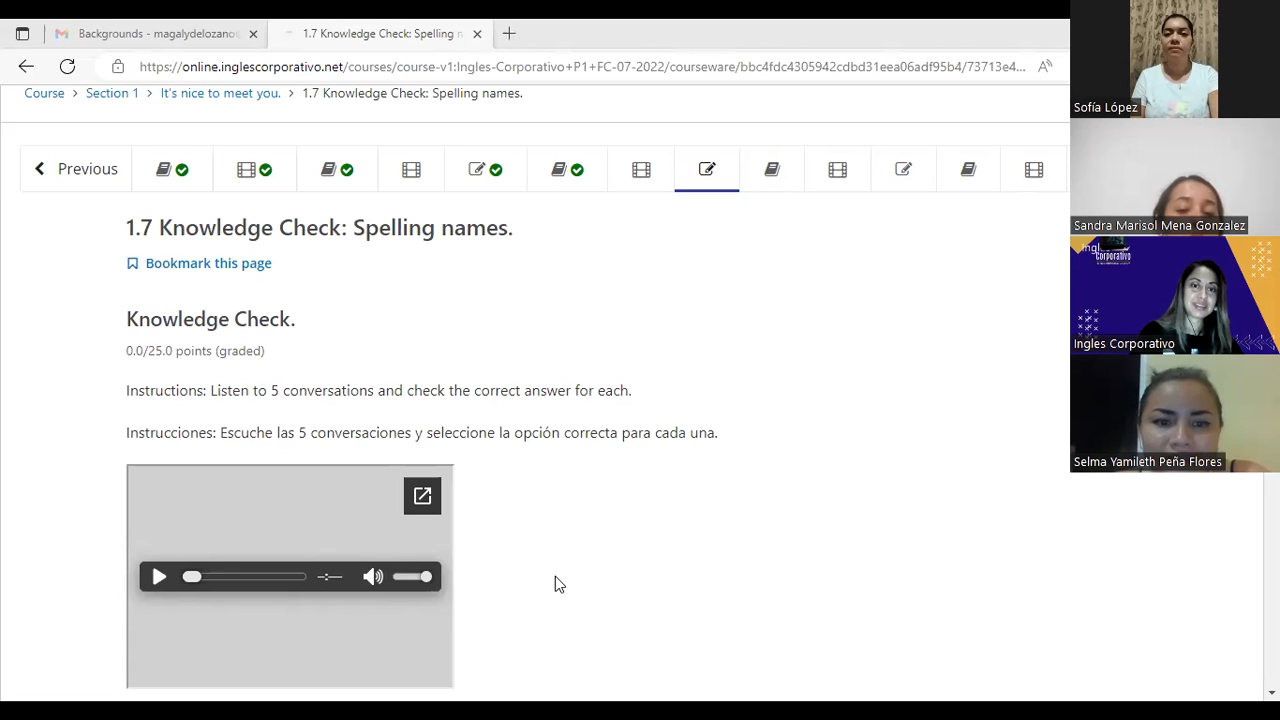 Backgrounds - magalydelozano
1.7 Knowledge Check: Spelling n
https://online.inglescorporativo.net/courses/course-v1:Ingles-Corporativo+P1+FC-07-2022/courseware/bbc4fdc4305942cdbd31eea06adf95b4/73713e4...
Course > Section 1 > It's nice to meet you. > 1.7 Knowledge Check: Spelling names.
Previous
1.7 Knowledge Check: Spelling names.
Bookmark this page
Knowledge Check.
0.0/25.0 points (graded)
Instructions: Listen to 5 conversations and check the correct answer for each.
Instrucciones: Escuche las 5 conversaciones y seleccione la opción correcta para cada una.
Sofía López
Sandra Marisol Mena Gonzalez
Corporativo
Ingles Corporativo
Selma Yamileth Peña Flores